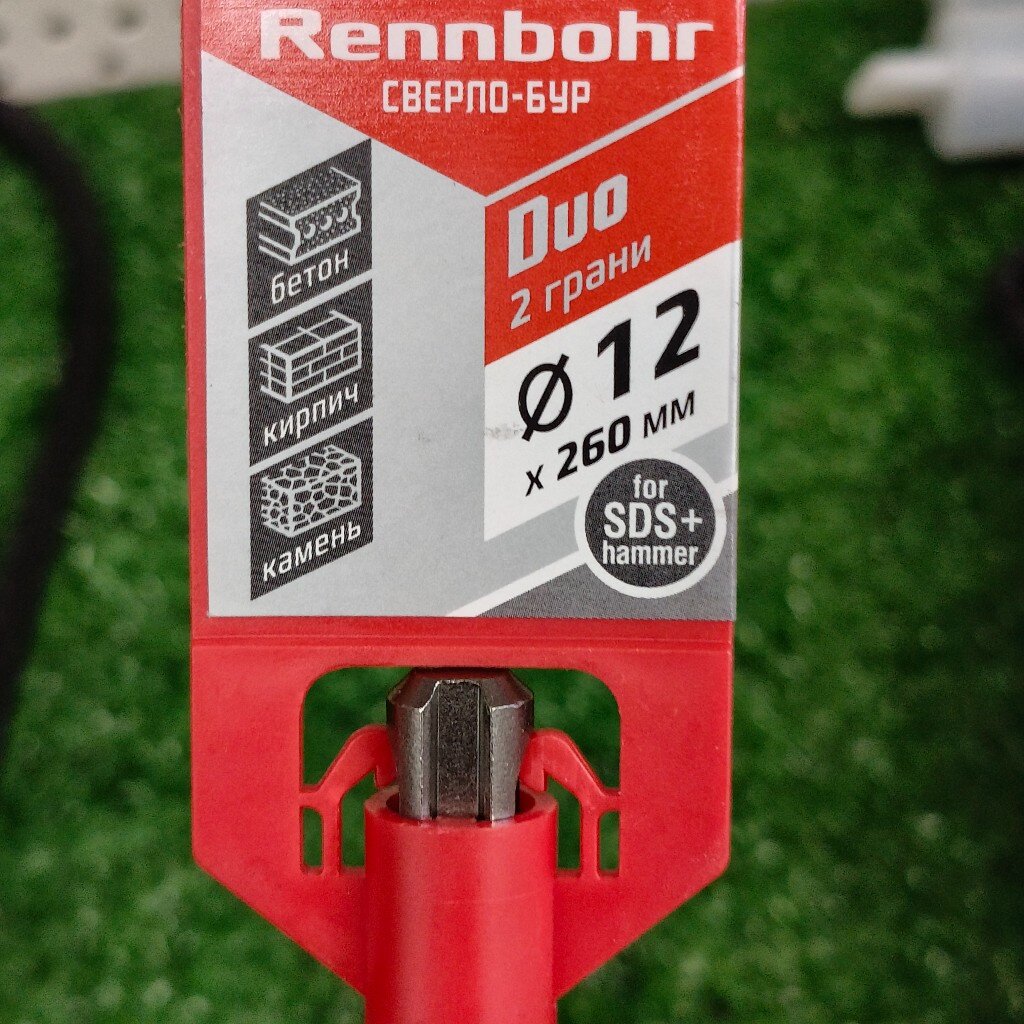 Rennbohr
СВЕРЛО-БУР
Duo
2 грани
Ø 12
x 260 мм
for
SDS+
hammer
бетон
кирпич
камень